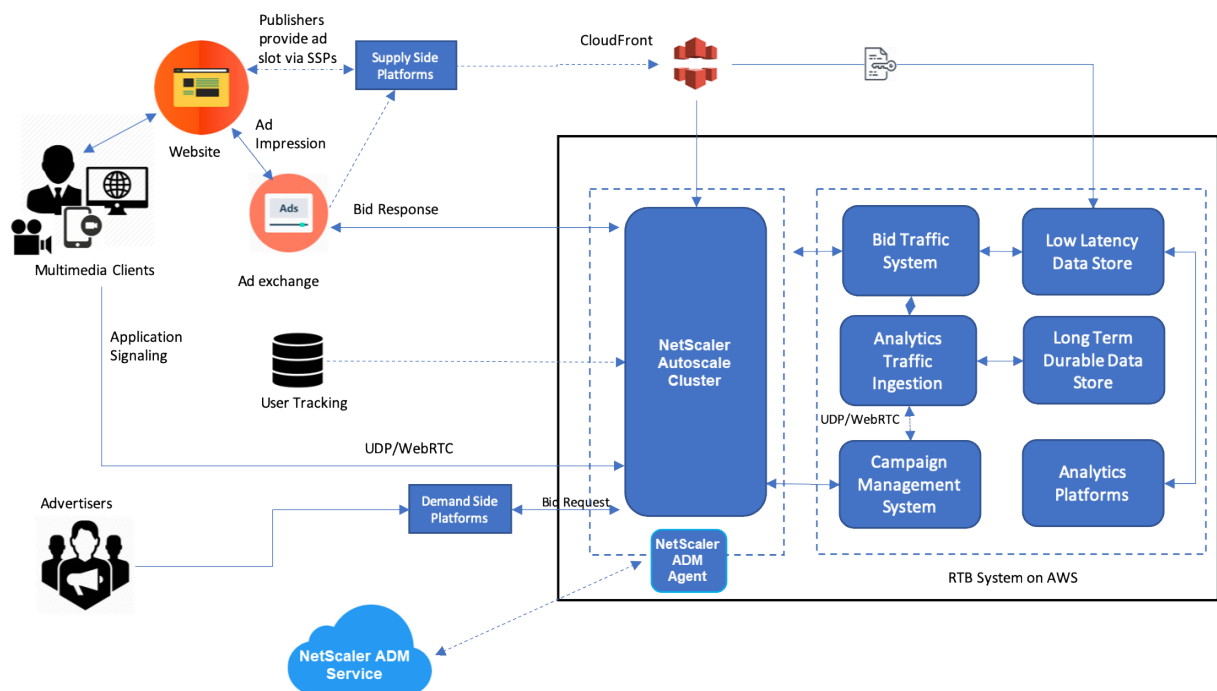 Publishers
provide ad
slot via SSPs
Supply Side
Platforms
CloudFront
Website
Ad
Impression
Ads
Bid Response
Ad exchange
Multimedia Clients
Application
Signaling
User Tracking
UDP/WebRTC
Advertisers
Demand Side
Platforms
Bid Request
NetScaler
Autoscale
Cluster
NetScaler
ADM
Agent
NetScaler ADM
Service
Bid Traffic
System
Low Latency
Data Store
Analytics
Traffic
Ingestion
Long Term
Durable Data
Store
UDP/WebRTC
Campaign
Management
System
Analytics
Platforms
RTB System on AWS